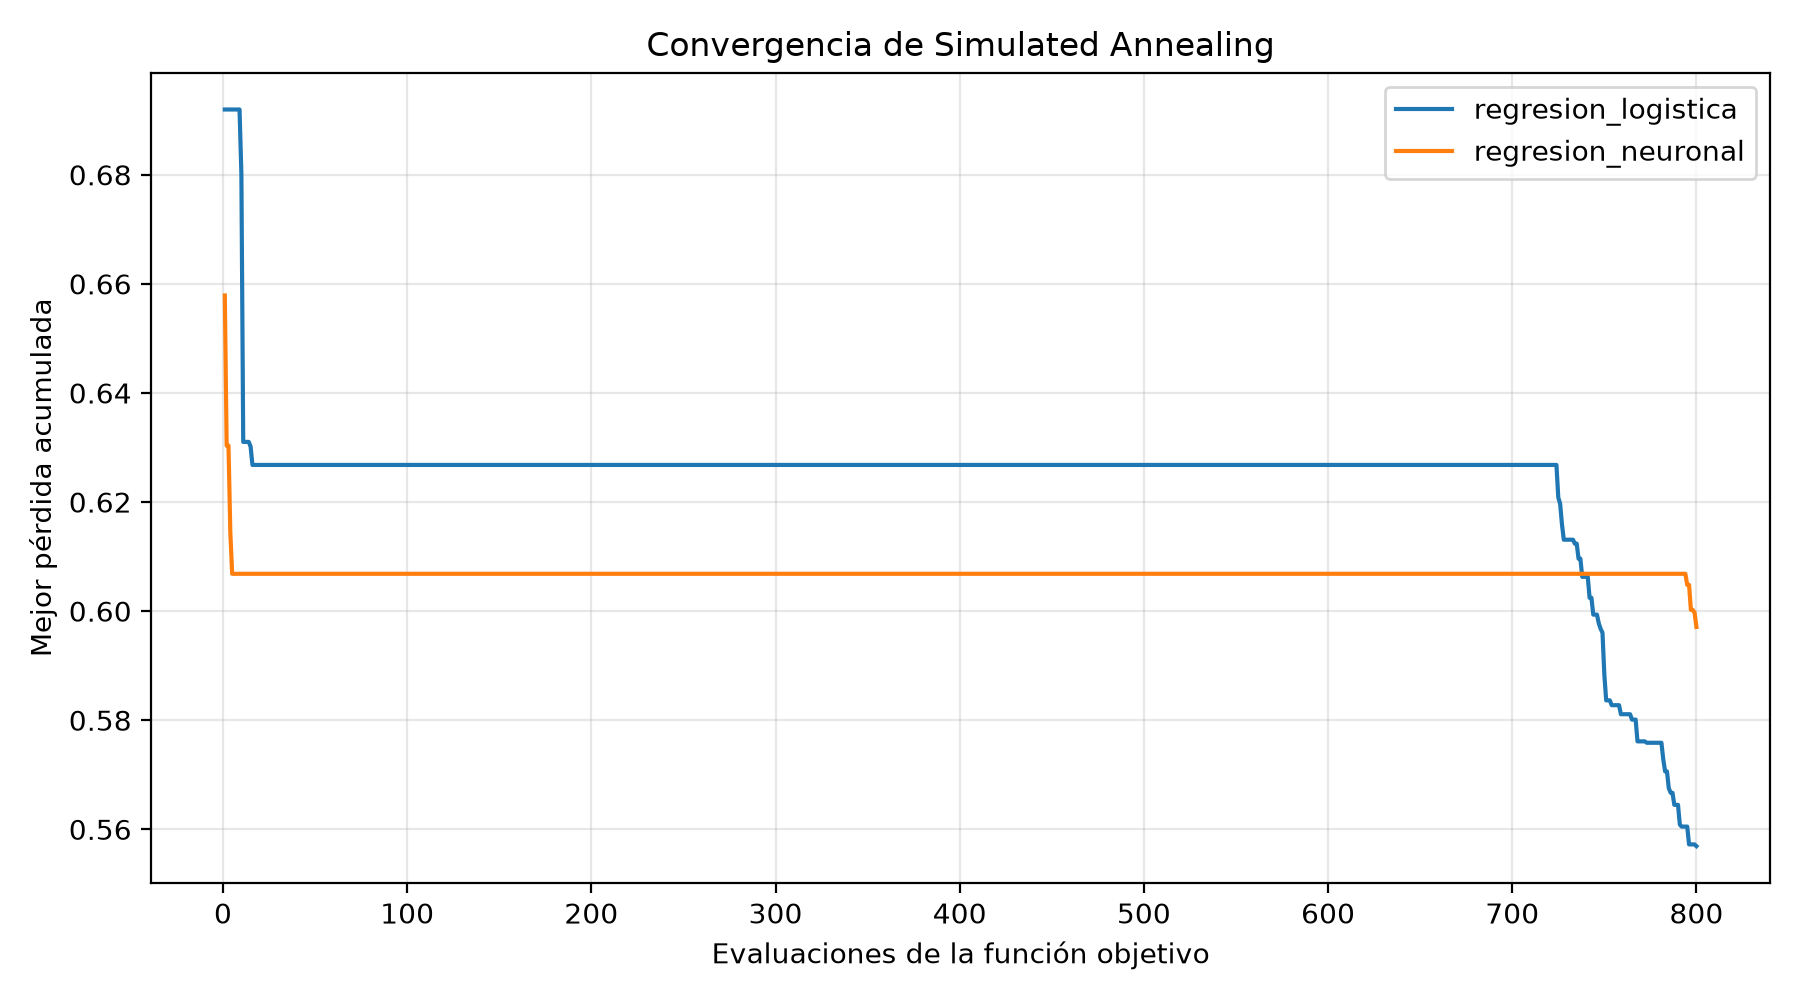 Convergencia de Simulated Annealing
regresion_logistica
regresion_neuronal
Mejor pérdida acumulada
0.68
0.66
0.64
0.62
0.60
0.58
0.56
0 100 200 300 400 500 600 700 800
Evaluaciones de la función objetivo